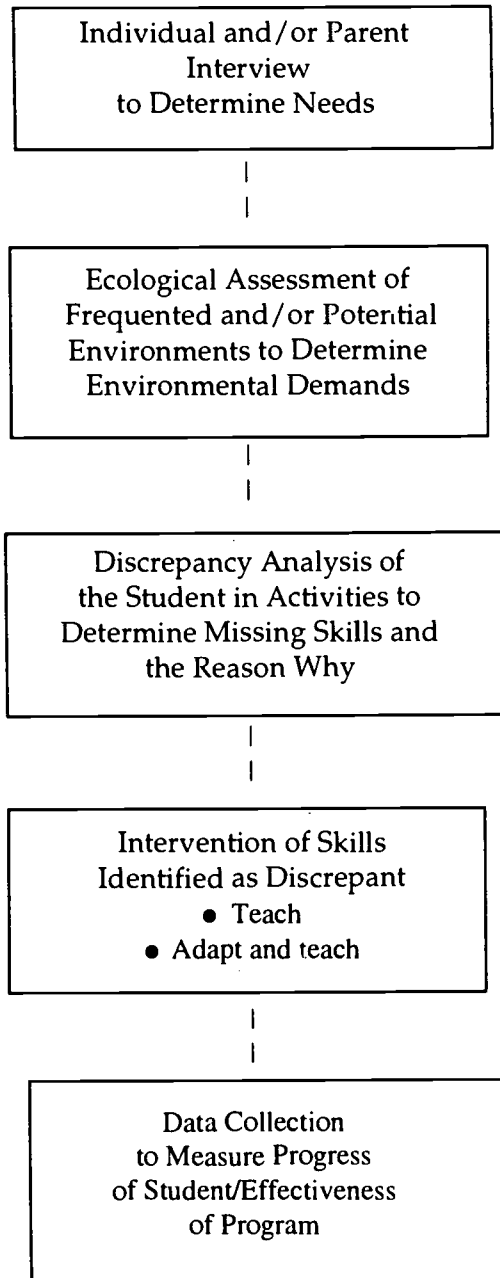 Individual and/or Parent
Interview
to Determine Needs
Ecological Assessment of
Frequented and/or Potential
Environments to Determine
Environmental Demands
Discrepancy Analysis of
the Student in Activities to
Determine Missing Skills and
the Reason Why
Intervention of Skills
Identified as Discrepant
● Teach
● Adapt and teach
Data Collection
to Measure Progress
of Student/Effectiveness
of Program